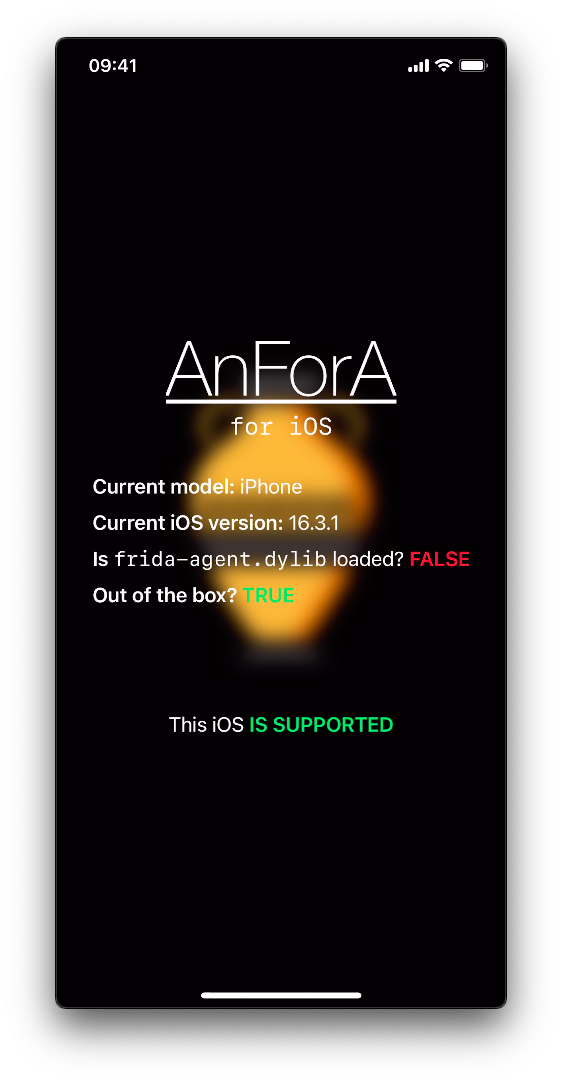 09:41
AnForA
for iOS
Current model: iPhone
Current iOS version: 16.3.1
Is frida-agent.dylib loaded? FALSE
Out of the box? TRUE
This iOS IS SUPPORTED